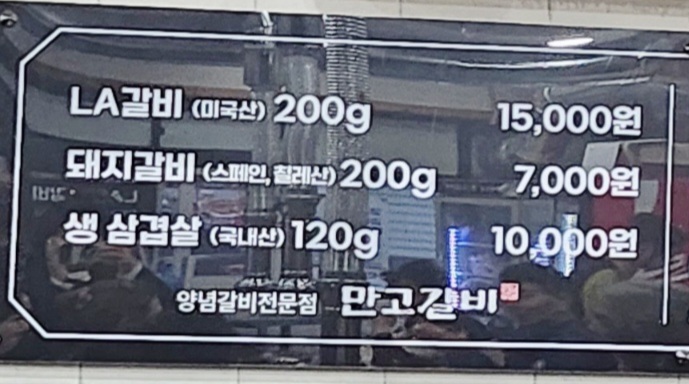 LA갈비 (미국산) 200g 15,000원
돼지갈비 (스페인, 칠레산) 200g 7,000원
생 삼겹살 (국내산) 120g 10,000원
양념갈비전문점 만고갈비